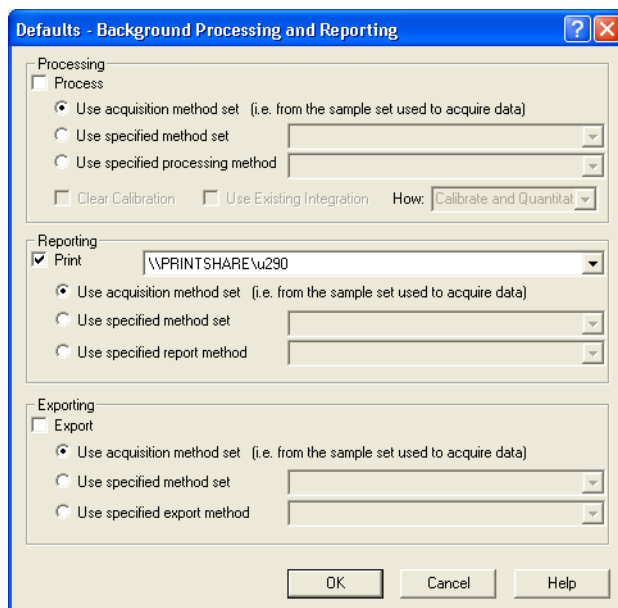 Defaults - Background Processing and Reporting
Processing
Process
Use acquisition method set (i.e. from the sample set used to acquire data)
Use specified method set
Use specified processing method
Clear Calibration Use Existing Integration How: Calibrate and Quantitat
Reporting
Print \\PRINTSHARE\u290
Use acquisition method set (i.e. from the sample set used to acquire data)
Use specified method set
Use specified report method
Exporting
Export
Use acquisition method set (i.e. from the sample set used to acquire data)
Use specified method set
Use specified export method
OK Cancel Help